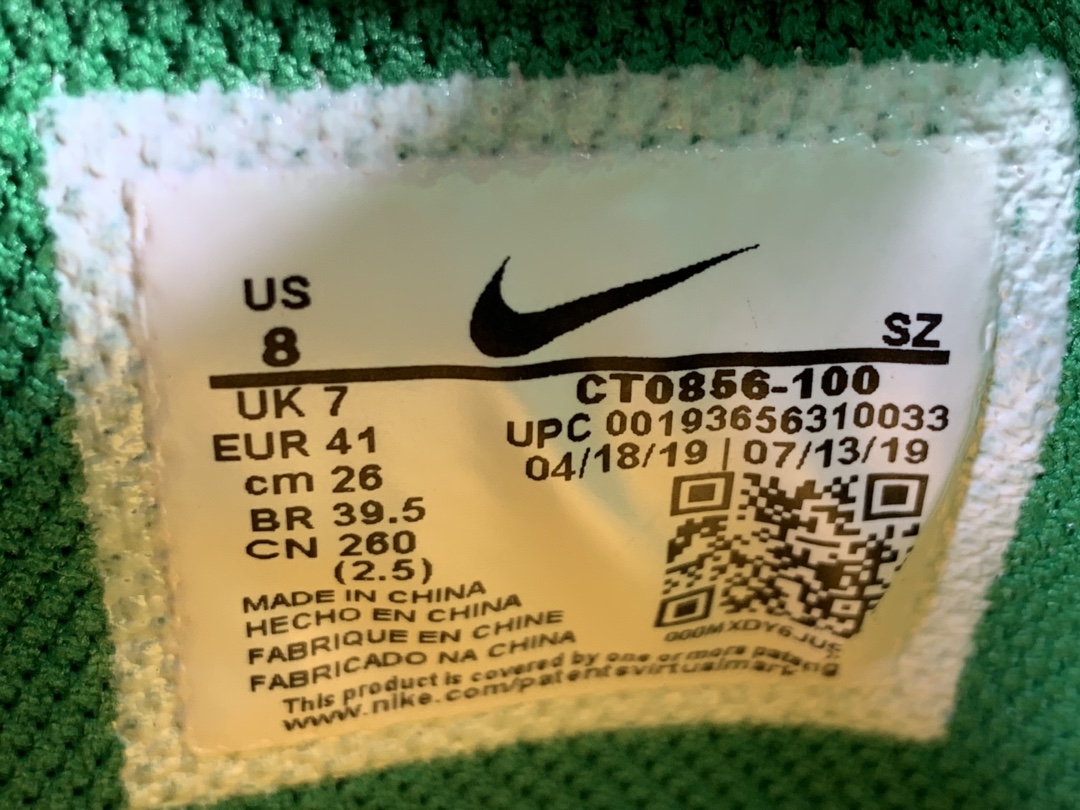 US
8
SZ
UK 7
EUR 41
cm 26
BR 39.5
CN 260
(2.5)
CT0856-100
UPC 00193656310033
04/18/19 | 07/13/19
MADE IN CHINA
HECHO EN CHINA
FABRIQUE EN CHINE
FABRICADO NA CHINA
This product is covered by one or more
www.nike.com/patents